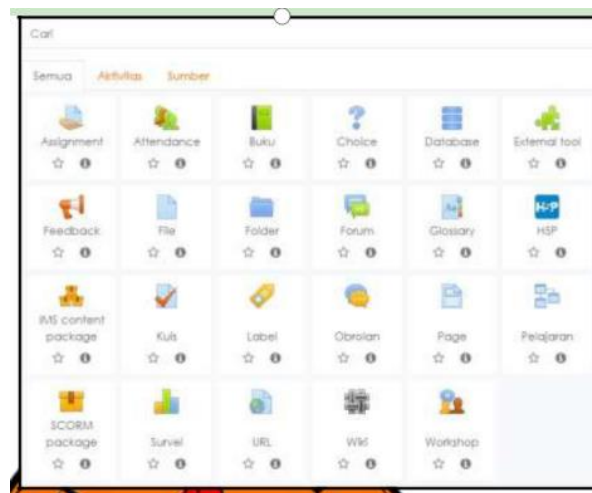 Cari
Semua Aktivitas Sumber
Assignment Attendance Buku Choice Database External tool
Feedback File Folder Forum Glossary H5P
IMS content
package Kuis Label Obrolan Page Pelajaran
SCORM
package Survei URL Wiki Workshop